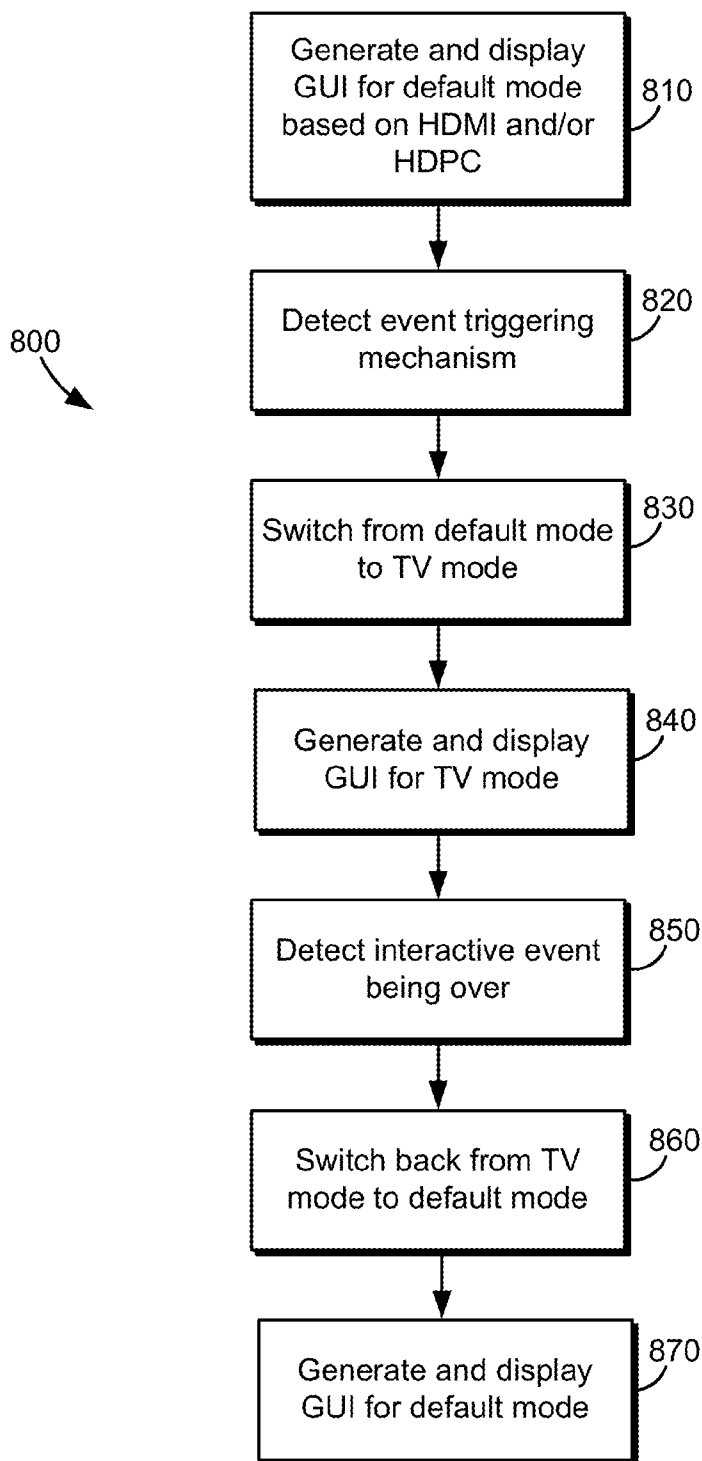 Generate and display
GUI for default mode
based on HDMI and/or
HDPC
810
Detect event triggering
mechanism
820
800
Switch from default mode
to TV mode
830
Generate and display
GUI for TV mode
840
Detect interactive event
being over
850
Switch back from TV
mode to default mode
860
Generate and display
GUI for default mode
870